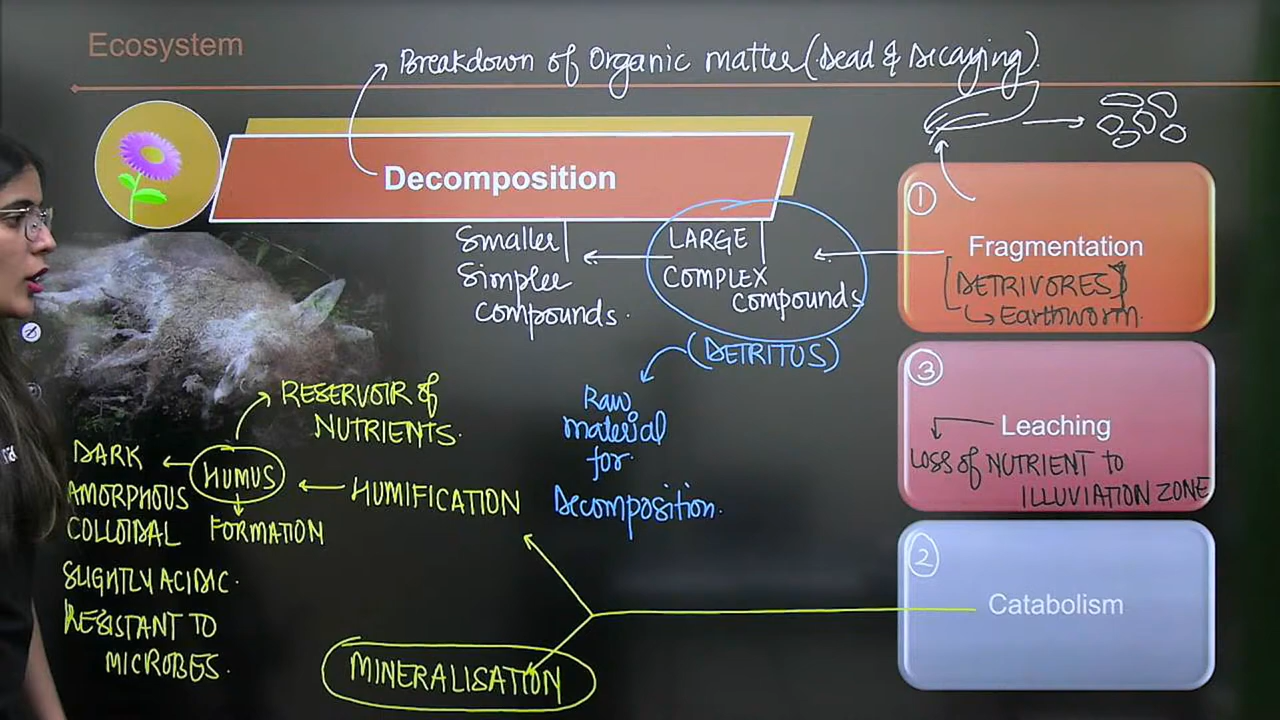 Ecosystem
Breakdown of Organic matter (Dead & Decaying).
Decomposition
Smaller
Simpler
compounds.
LARGE
COMPLEX
compounds
(DETRITUS)
Raw
material
for
Decomposition.
1
Fragmentation
(DETRIVORES)
Earthworm.
3
Leaching
LOSS of NUTRIENT TO
ILLUVIATION ZONE
2
Catabolism
RESERVOIR of
NUTRIENTS.
HUMUS
HUMIFICATION
FORMATION
DARK
AMORPHOUS
COLLOIDAL
SLIGHTLY ACIDIC.
RESISTANT TO
MICROBES.
MINERALISATION